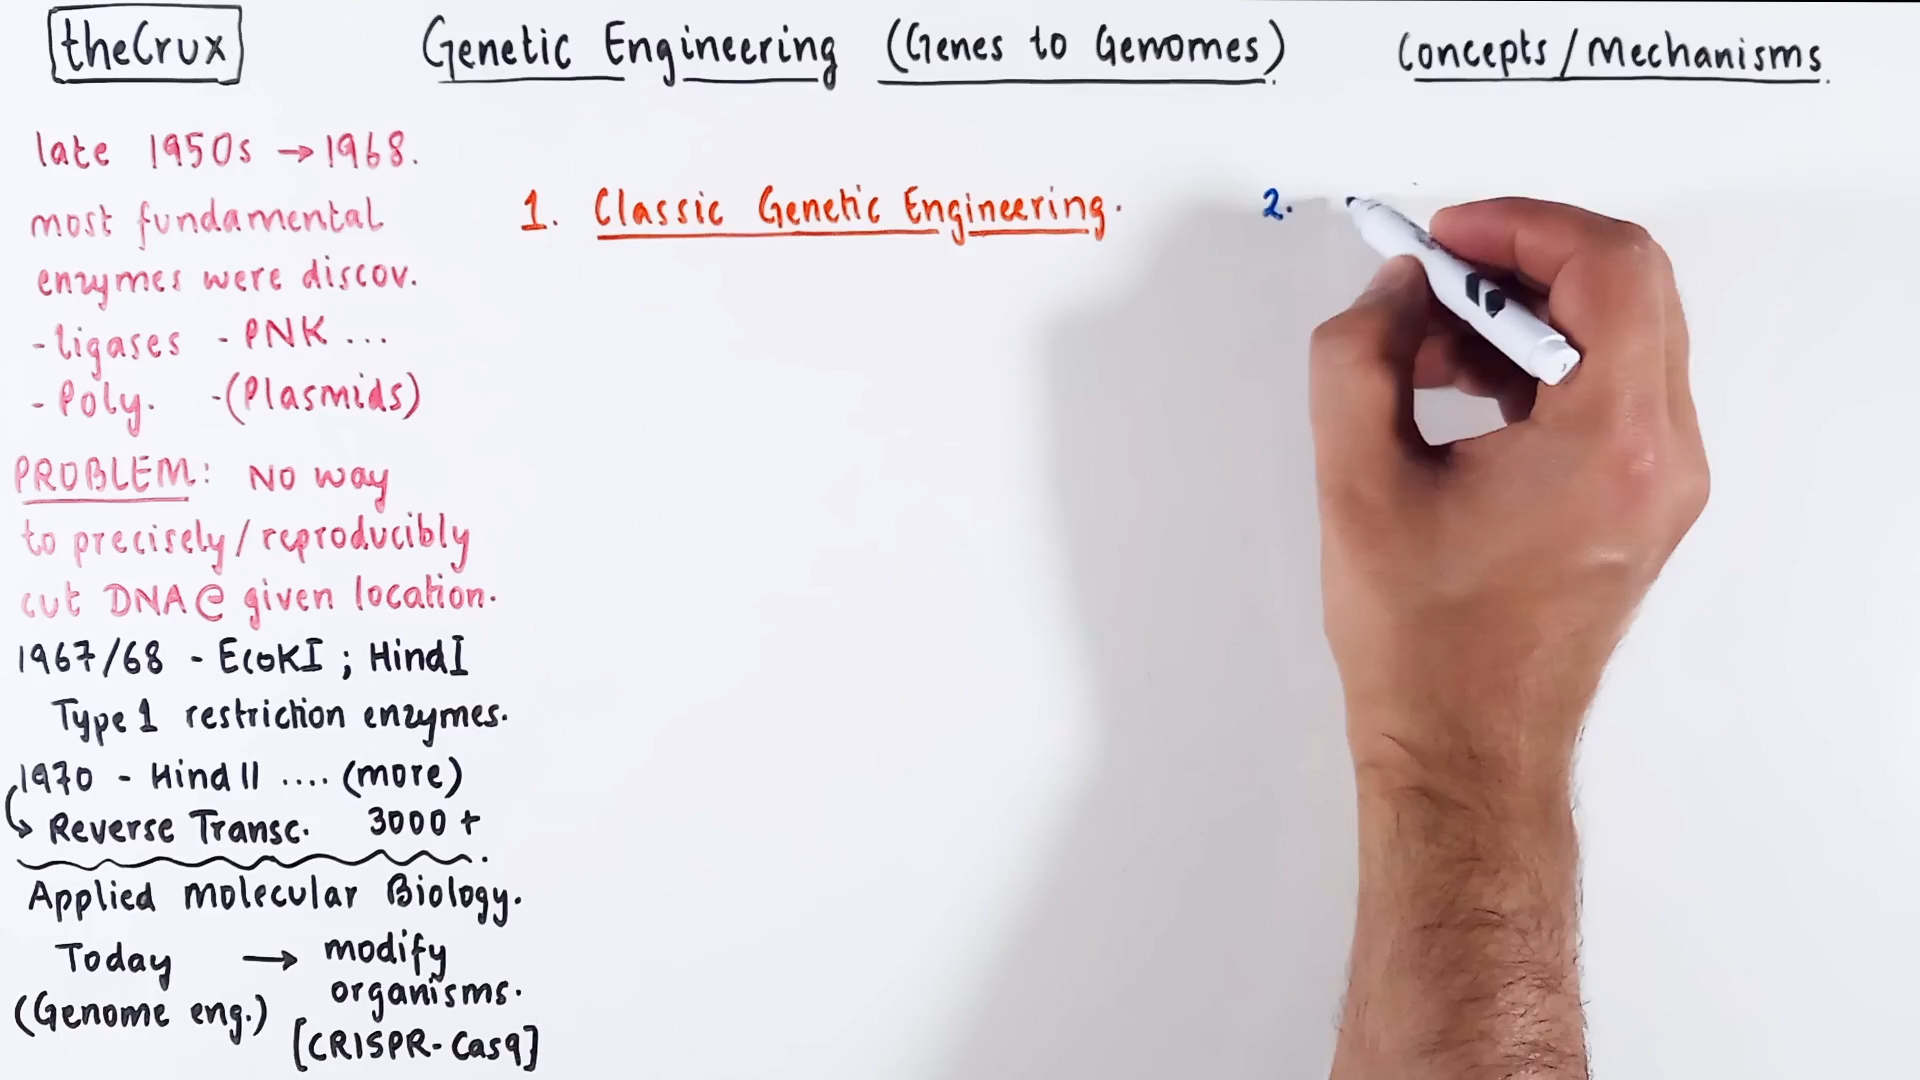 theCrux
Genetic Engineering (Genes to Genomes)
Concepts/Mechanisms.
late 1950s → 1968.
most fundamental
enzymes were discov.
- ligases - PNK ...
- Poly. -(Plasmids)
PROBLEM: No way
to precisely/reproducibly
cut DNA @ given location.
1967/68 - EcoKI ; HindI
Type 1 restriction enzymes.
1970 - HindII .... (more)
↳ Reverse Transc. 3000 +
Applied Molecular Biology.
Today → modify
organisms.
(Genome eng.)
[CRISPR-Cas9]
1. Classic Genetic Engineering.
2.